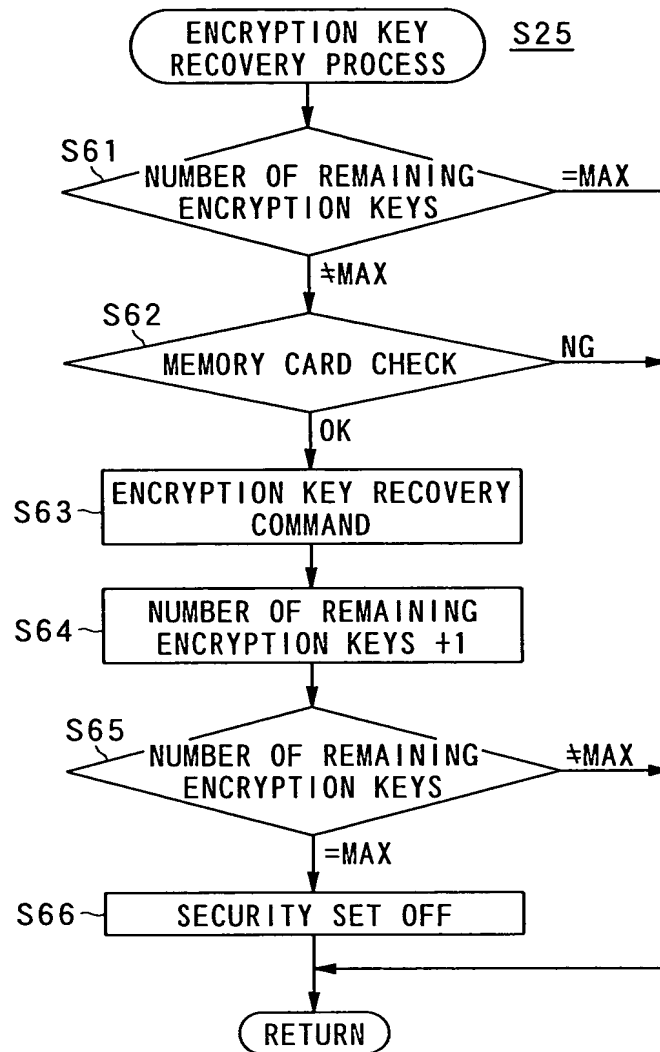 ENCRYPTION KEY
RECOVERY PROCESS
S25
S61
NUMBER OF REMAINING
ENCRYPTION KEYS
=MAX
≠MAX
S62
MEMORY CARD CHECK
NG
OK
S63
ENCRYPTION KEY RECOVERY
COMMAND
S64
NUMBER OF REMAINING
ENCRYPTION KEYS +1
S65
NUMBER OF REMAINING
ENCRYPTION KEYS
≠MAX
=MAX
S66
SECURITY SET OFF
RETURN